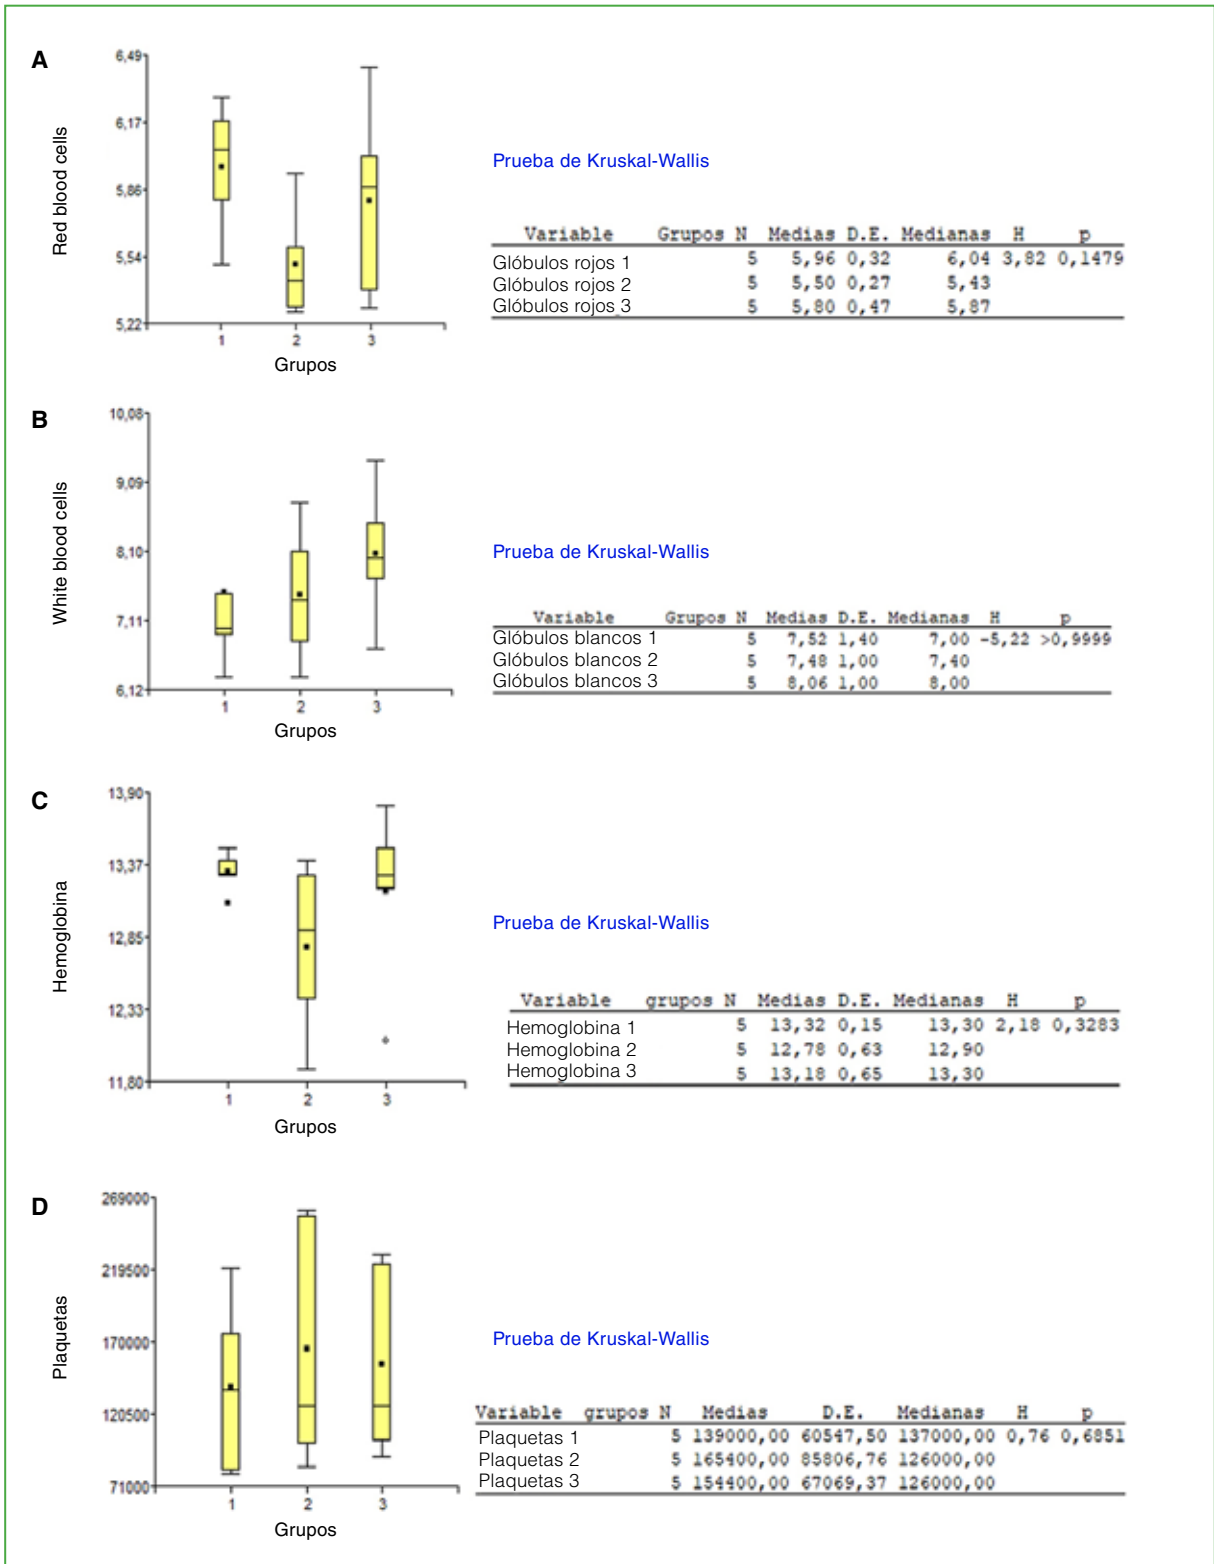 A
Red blood cells
6,49
6,17
5,86
5,54
5,22
1 2 3
Grupos
Prueba de Kruskal-Wallis
Variable Grupos N Medias D.E. Medianas H p
Glóbulos rojos 1 5 5,96 0,32 6,04 3,82 0,1479
Glóbulos rojos 2 5 5,50 0,27 5,43
Glóbulos rojos 3 5 5,80 0,47 5,87
B
White blood cells
10,08
9,09
8,10
7,11
6,12
1 2 3
Grupos
Prueba de Kruskal-Wallis
Variable Grupos N Medias D.E. Medianas H p
Glóbulos blancos 1 5 7,52 1,40 7,00 -5,22 >0,9999
Glóbulos blancos 2 5 7,48 1,00 7,40
Glóbulos blancos 3 5 8,06 1,00 8,00
C
Hemoglobina
13,90
13,37
12,85
12,33
11,80
1 2 3
Grupos
Prueba de Kruskal-Wallis
Variable grupos N Medias D.E. Medianas H p
Hemoglobina 1 5 13,32 0,15 13,30 2,18 0,3283
Hemoglobina 2 5 12,78 0,63 12,90
Hemoglobina 3 5 13,18 0,65 13,30
D
Plaquetas
269000
219500
170000
120500
71000
1 2 3
Grupos
Prueba de Kruskal-Wallis
Variable grupos N Medias D.E. Medianas H p
Plaquetas 1 5 139000,00 60547,50 137000,00 0,76 0,6851
Plaquetas 2 5 165400,00 85806,76 126000,00
Plaquetas 3 5 154400,00 67069,37 126000,00